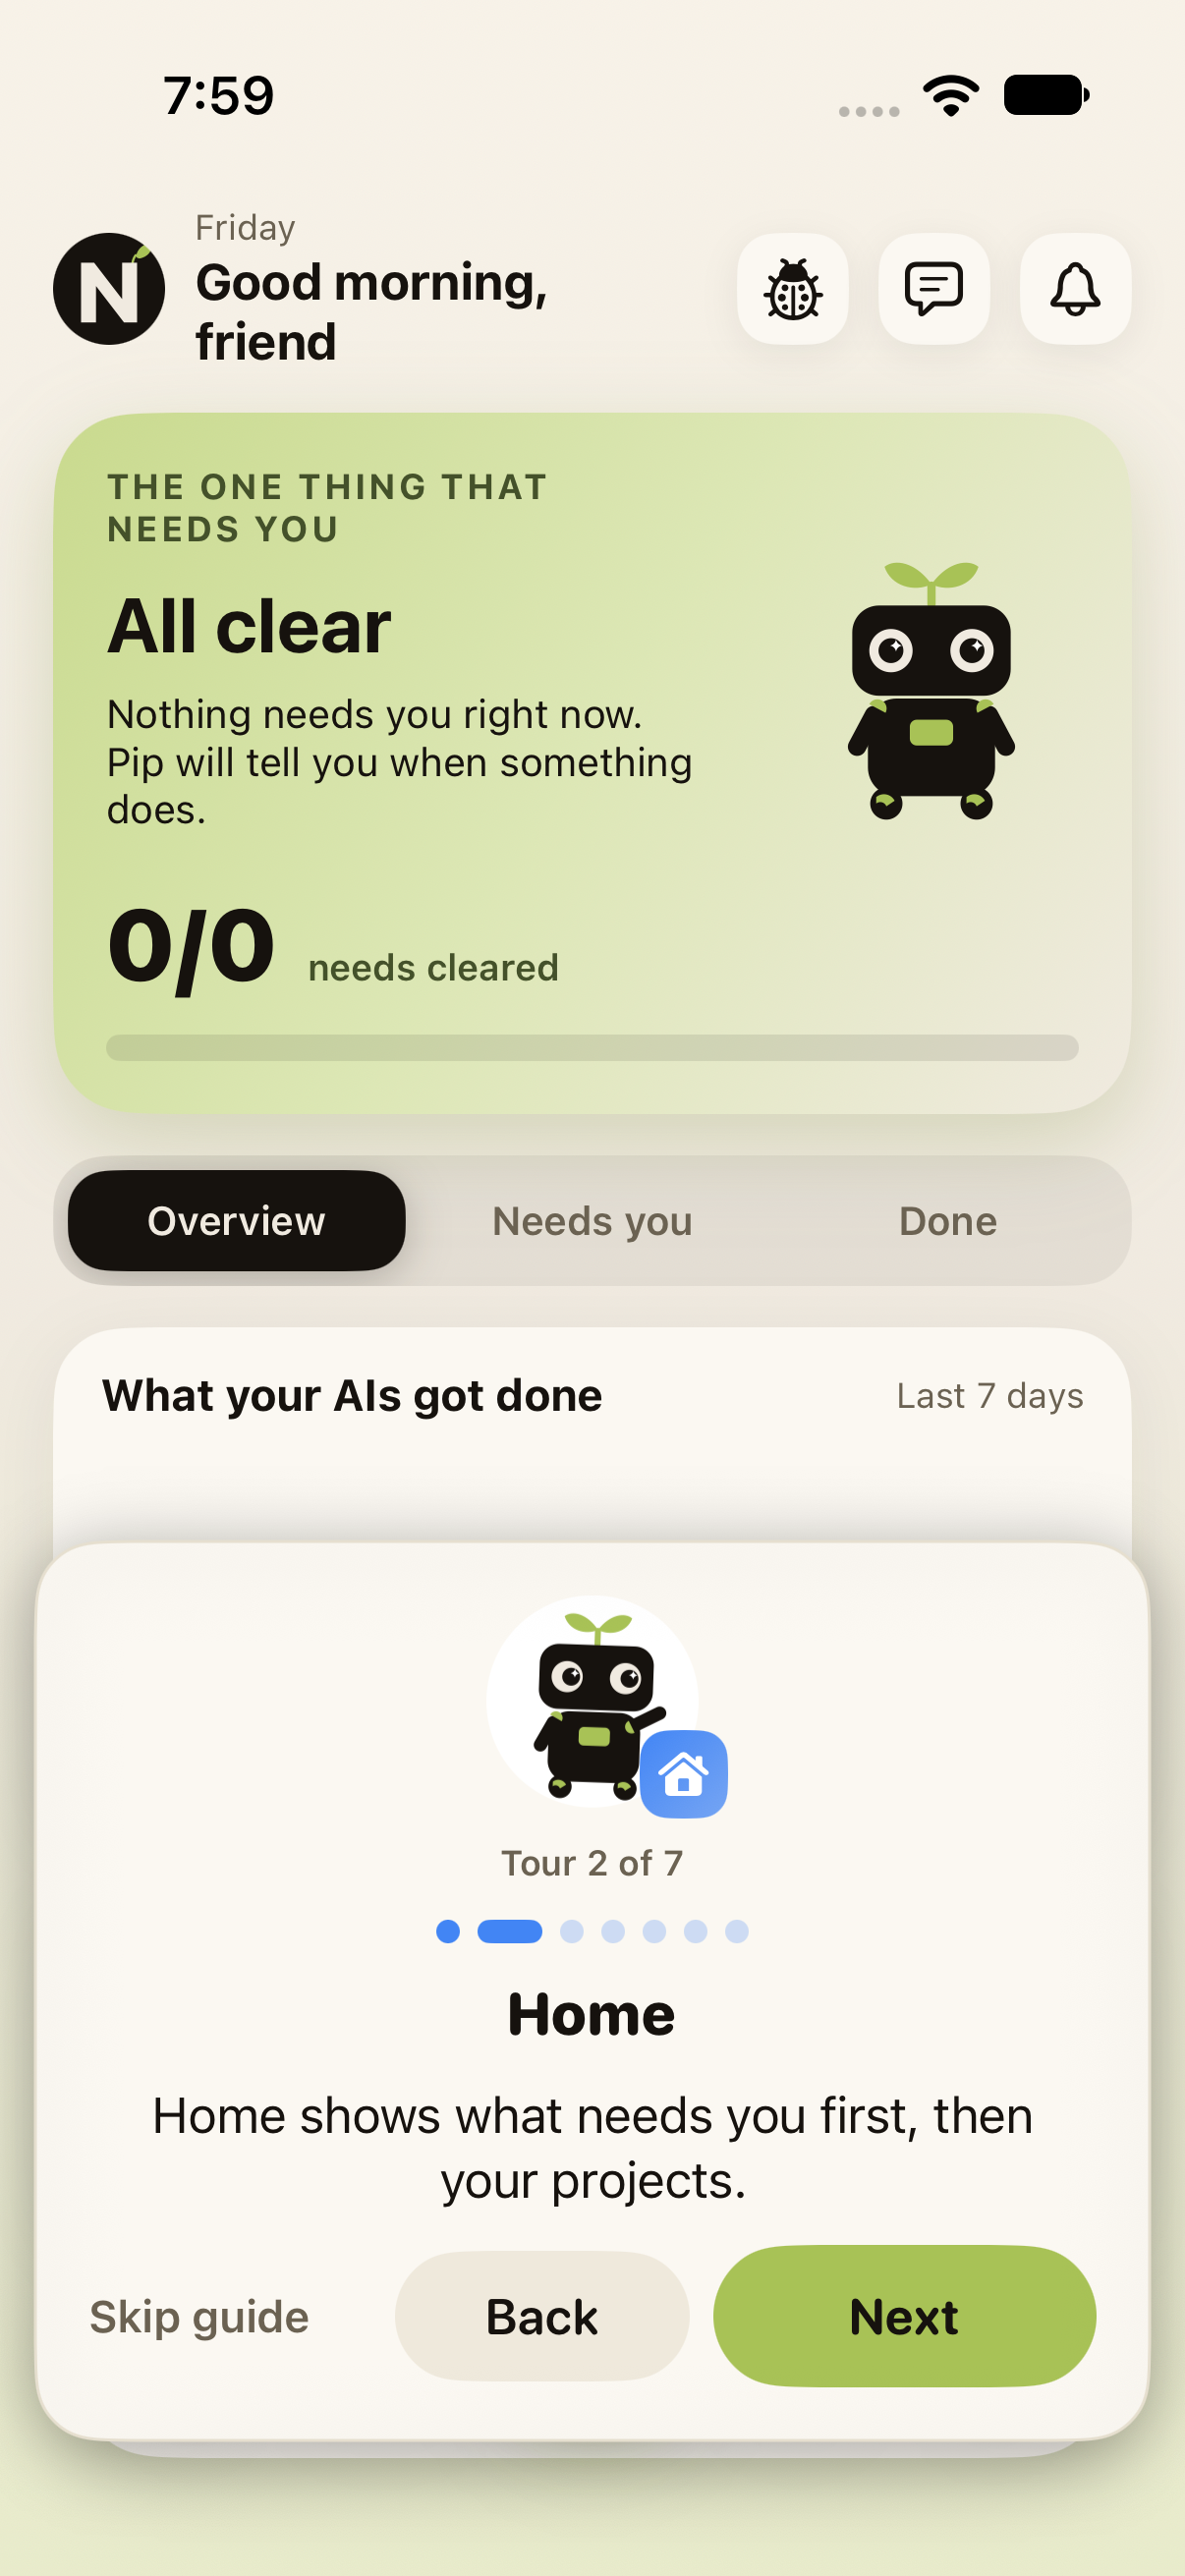 7:59
N
Friday
Good morning,
friend
THE ONE THING THAT
NEEDS YOU
All clear
Nothing needs you right now.
Pip will tell you when something
does.
0/0 needs cleared
Overview Needs you Done
What your AIs got done Last 7 days
Tour 2 of 7
Home
Home shows what needs you first, then
your projects.
Skip guide Back Next